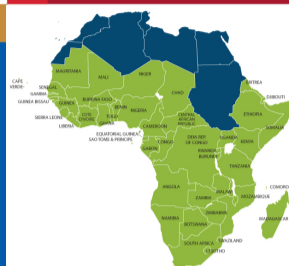 MAURITANIA
MALI
NIGER
CHAD
ERITREA
CAPE
VERDE
SENEGAL
GAMBIA
GUINEA BISSAU
GUINEA
BURKINA FASO
BENIN
NIGERIA
DJIBOUTI
SIERRA LEONE
COTE
D'IVOIRE
TOGO
GHANA
LIBERIA
CENTRAL
AFRICAN
REPUBLIC
ETHIOPIA
SOMALIA
CAMEROON
EQUATORIAL GUINEA
SAO TOME & PRINCIPE
GABON
CONGO
DEM REP
OF CONGO
UGANDA
KENYA
RWANDA
BURUNDI
TANZANIA
COMOROS
ANGOLA
ZAMBIA
MALAWI
MOZAMBIQUE
MADAGASCAR
ZIMBABWE
NAMIBIA
BOTSWANA
SWAZILAND
SOUTH AFRICA
LESOTHO